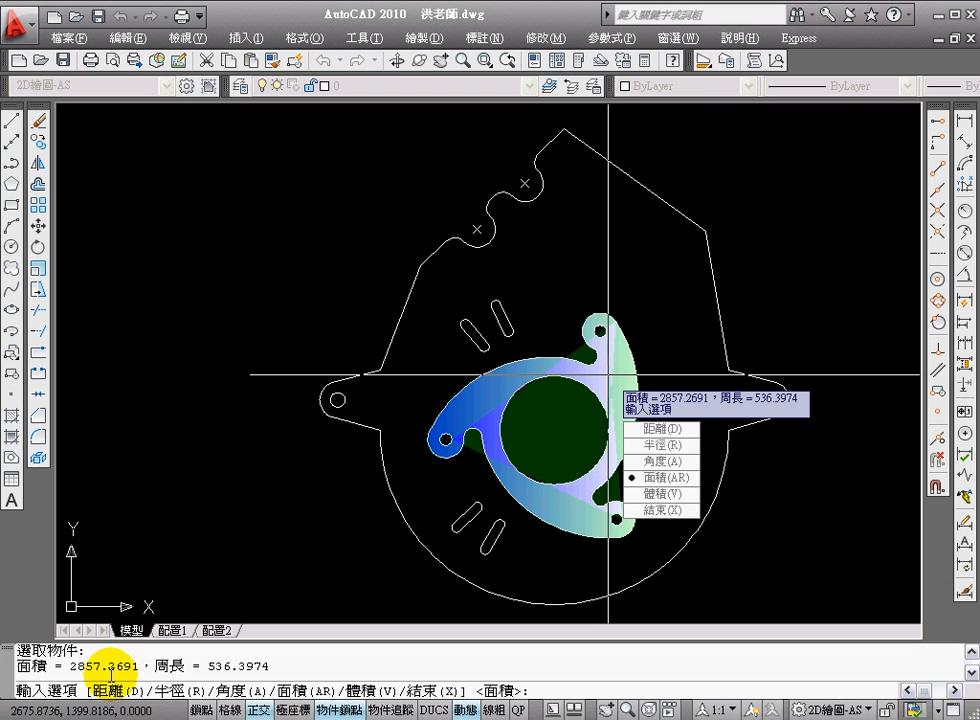 AutoCAD 2010 洪老師.dwg
鍵入關鍵字或詞組
檔案(F) 編輯(E) 檢視(V) 插入(I) 格式(O) 工具(T) 繪製(D) 標註(N) 修改(M) 參數式(P) 窗選(W) 說明(H) Express
2D繪圖-AS
0
ByLayer
ByLayer
ByL
面積 = 2857.2691，周長 = 536.3974
輸入選項
距離(D)
半徑(R)
角度(A)
面積(AR)
體積(V)
結束(X)
Y
X
A
模型 配置1 配置2
選取物件:
面積 = 2857.2691，周長 = 536.3974
輸入選項 [距離(D)/半徑(R)/角度(A)/面積(AR)/體積(V)/結束(X)] <面積>:
2675.8736, 1399.8186, 0.0000
鎖點 格線 正交 極座標 物件鎖點 物件追蹤 DUCS 動態 線粗 QP
1:1
2D繪圖-AS